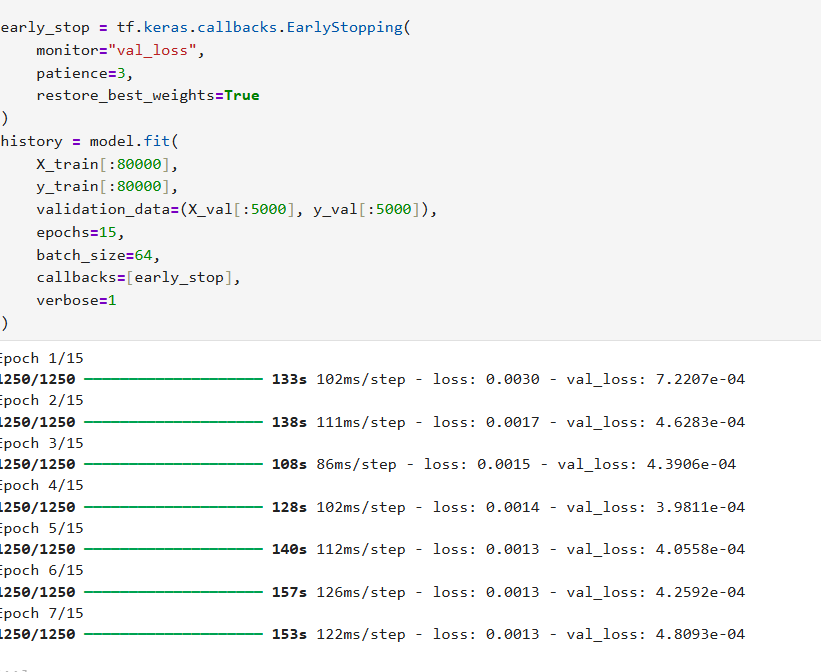 early_stop = tf.keras.callbacks.EarlyStopping(
    monitor="val_loss",
    patience=3,
    restore_best_weights=True
)
history = model.fit(
    X_train[:80000],
    y_train[:80000],
    validation_data=(X_val[:5000], y_val[:5000]),
    epochs=15,
    batch_size=64,
    callbacks=[early_stop],
    verbose=1
)
Epoch 1/15
1250/1250 ━━━━━━━━━━━━━━━━━━━━ 133s 102ms/step - loss: 0.0030 - val_loss: 7.2207e-04
Epoch 2/15
1250/1250 ━━━━━━━━━━━━━━━━━━━━ 138s 111ms/step - loss: 0.0017 - val_loss: 4.6283e-04
Epoch 3/15
1250/1250 ━━━━━━━━━━━━━━━━━━━━ 108s 86ms/step - loss: 0.0015 - val_loss: 4.3906e-04
Epoch 4/15
1250/1250 ━━━━━━━━━━━━━━━━━━━━ 128s 102ms/step - loss: 0.0014 - val_loss: 3.9811e-04
Epoch 5/15
1250/1250 ━━━━━━━━━━━━━━━━━━━━ 140s 112ms/step - loss: 0.0013 - val_loss: 4.0558e-04
Epoch 6/15
1250/1250 ━━━━━━━━━━━━━━━━━━━━ 157s 126ms/step - loss: 0.0013 - val_loss: 4.2592e-04
Epoch 7/15
1250/1250 ━━━━━━━━━━━━━━━━━━━━ 153s 122ms/step - loss: 0.0013 - val_loss: 4.8093e-04